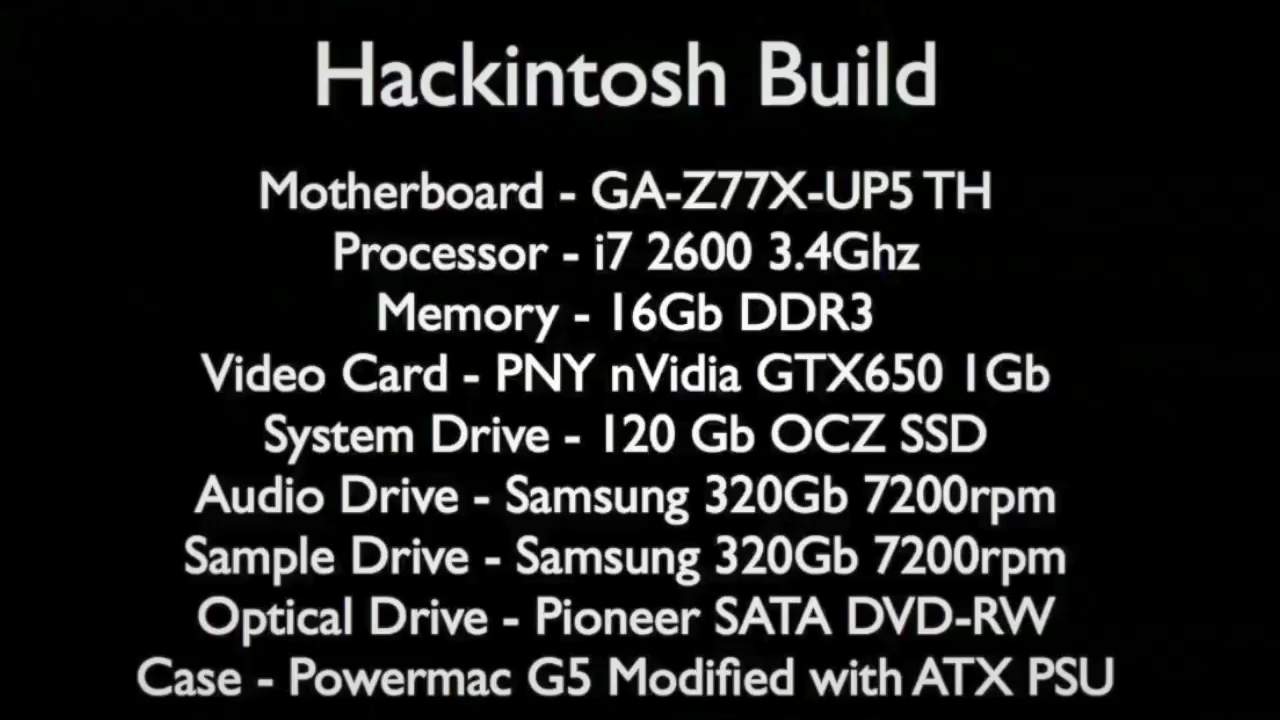 Hackintosh Build
Motherboard - GA-Z77X-UP5 TH
Processor - i7 2600 3.4Ghz
Memory - 16Gb DDR3
Video Card - PNY nVidia GTX650 1Gb
System Drive - 120 Gb OCZ SSD
Audio Drive - Samsung 320Gb 7200rpm
Sample Drive - Samsung 320Gb 7200rpm
Optical Drive - Pioneer SATA DVD-RW
Case - Powermac G5 Modified with ATX PSU